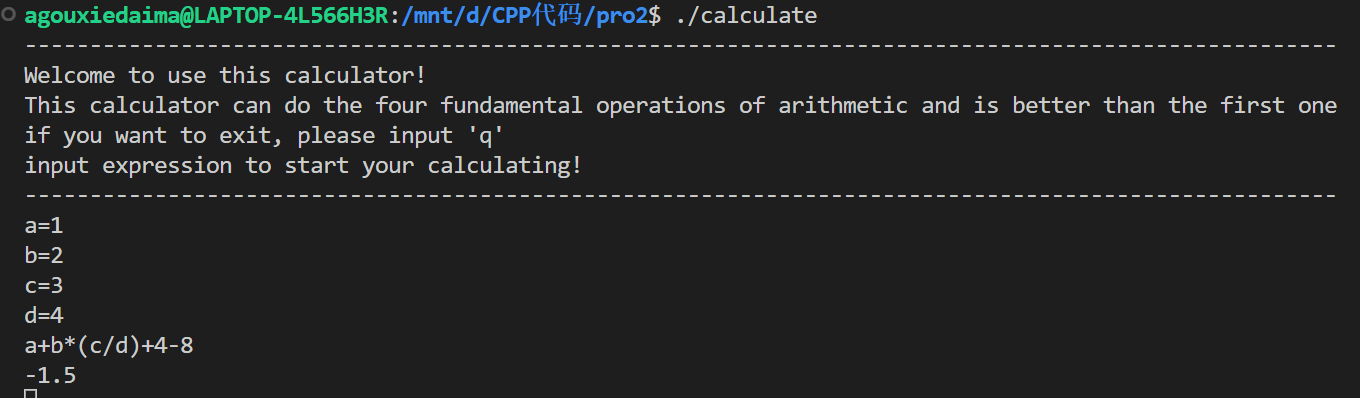 agouxiedaima@LAPTOP-4L566H3R:/mnt/d/CPP代码/pro2$ ./calculate
-----------------------------------------------------------------------------------------------------
Welcome to use this calculator!
This calculator can do the four fundamental operations of arithmetic and is better than the first one
if you want to exit, please input 'q'
input expression to start your calculating!
-----------------------------------------------------------------------------------------------------
a=1
b=2
c=3
d=4
a+b*(c/d)+4-8
-1.5